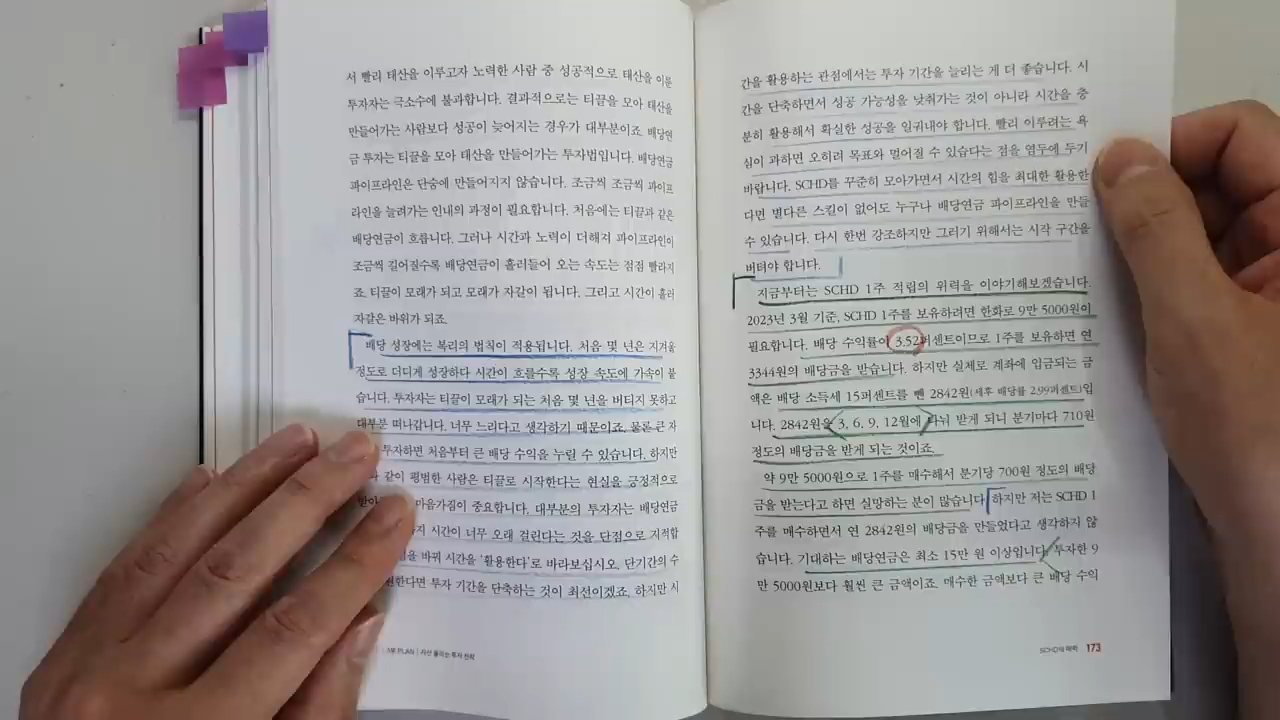 서 빨리 태산을 이루고자 노력한 사람 중 성공적으로 태산을 이룬
투자자는 극소수에 불과합니다. 결과적으로는 티끌을 모아 태산을
만들어가는 사람보다 성공이 늦어지는 경우가 대부분이죠. 배당연
금 투자는 티끌을 모아 태산을 만들어가는 투자법입니다. 배당연금
파이프라인은 단숨에 만들어지지 않습니다. 조금씩 조금씩 파이프
라인을 늘려가는 인내의 과정이 필요합니다. 처음에는 티끌과 같은
배당연금이 흐릅니다. 그러나 시간과 노력이 더해져 파이프라인이
조금씩 길어질수록 배당연금이 흘러들어 오는 속도는 점점 빨라지
죠. 티끌이 모래가 되고 모래가 자갈이 됩니다. 그리고 시간이 흘러
자갈은 바위가 되죠.
배당 성장에는 복리의 법칙이 적용됩니다. 처음 몇 년은 지겨울
정도로 더디게 성장하다 시간이 흐를수록 성장 속도에 가속이 붙
습니다. 투자자는 티끌이 모래가 되는 처음 몇 년을 버티지 못하고
대부분 떠나갑니다. 너무 느리다고 생각하기 때문이죠. 물론 큰 자
투자하면 처음부터 큰 배당 수익을 누릴 수 있습니다. 하지만
같이 평범한 사람은 티끌로 시작한다는 현실을 긍정적으로
마음가짐이 중요합니다. 대부분의 투자자는 배당연금
시간이 너무 오래 걸린다는 것을 단점으로 지적합
바꿔 시간을 ‘활용한다’로 바라보십시오. 단기간의 수
원한다면 투자 기간을 단축하는 것이 최선이겠죠. 하지만 시
3부 PLAN | 자산 불리는 투자 전략
간을 활용하는 관점에서는 투자 기간을 늘리는 게 더 좋습니다. 시
간을 단축하면서 성공 가능성을 낮춰가는 것이 아니라 시간을 충
분히 활용해서 확실한 성공을 일궈내야 합니다. 빨리 이루려는 욕
심이 과하면 오히려 목표와 멀어질 수 있습니다는 점을 염두에 두기
바랍니다. SCHD를 꾸준히 모아가면서 시간의 힘을 최대한 활용한
다면 별다른 스킬이 없어도 누구나 배당연금 파이프라인을 만들
수 있습니다. 다시 한번 강조하지만 그러기 위해서는 시작 구간을
버텨야 합니다.
지금부터는 SCHD 1주 적립의 위력을 이야기해보겠습니다.
2023년 3월 기준, SCHD 1주를 보유하려면 한화로 9만 5000원이
필요합니다. 배당 수익률이 3.52퍼센트이므로 1주를 보유하면 연
3344원의 배당금을 받습니다. 하지만 실제로 계좌에 입금되는 금
액은 배당 소득세 15퍼센트를 뺀 2842원(세후 배당률 2.99퍼센트)입
니다. 2842원을 3, 6, 9, 12월에 나눠 받게 되니 분기마다 710원
정도의 배당금을 받게 되는 것이죠.
약 9만 5000원으로 1주를 매수해서 분기당 700원 정도의 배당
금을 받는다고 하면 실망하는 분이 많습니다. 하지만 저는 SCHD 1
주를 매수하면서 연 2842원의 배당금을 만들었다고 생각하지 않
습니다. 기대하는 배당연금은 최소 15만 원 이상입니다. 투자한 9
만 5000원보다 훨씬 큰 금액이죠. 매수한 금액보다 큰 배당 수익
SCHD의 173